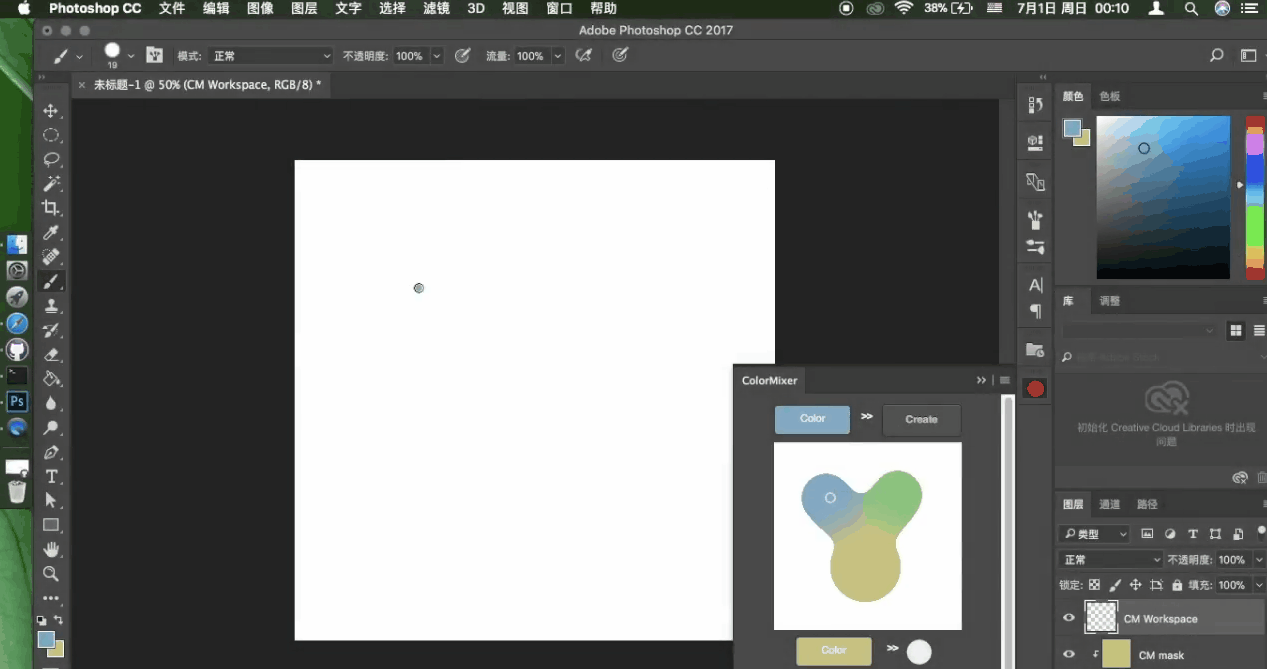 Photoshop CC 文件 编辑 图像 图层 文字 选择 滤镜 3D 视图 窗口 帮助 38% 7月1日 周日 00:10
Adobe Photoshop CC 2017
19 模式: 正常 不透明度: 100% 流量: 100%
× 未标题-1 @ 50% (CM Workspace, RGB/8) *
颜色 色板
库 调整
初始化 Creative Cloud Libraries 时出现
问题
ColorMixer
Color >> Create
Color >>
图层 通道 路径
类型
正常 不透明度: 100%
锁定: 填充: 100%
CM Workspace
CM mask
Ps